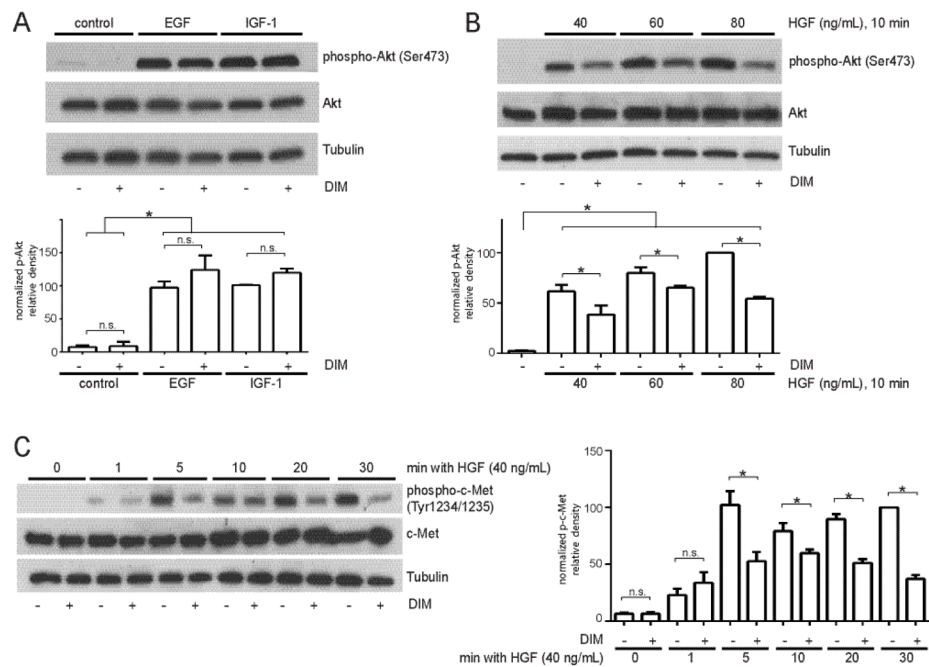 A
control EGF IGF-1
phospho-Akt (Ser473)
Akt
Tubulin
- + - + - + DIM
*
n.s. n.s.
n.s.
normalized p-Akt
relative density
150
100
50
0
- + - + - + DIM
control EGF IGF-1
B
40 60 80 HGF (ng/mL), 10 min
phospho-Akt (Ser473)
Akt
Tubulin
- - + - + - + DIM
*
* * *
normalized p-Akt
relative density
100
50
0
- - + - + - + DIM
40 60 80 HGF (ng/mL), 10 min
C
0 1 5 10 20 30 min with HGF (40 ng/mL)
phospho-c-Met
(Tyr1234/1235)
c-Met
Tubulin
- + - + - + - + - + - + DIM
normalized p-c-Met
relative density
150
100
50
0
n.s. n.s. * * * *
DIM - + - + - + - + - + - +
min with HGF (40 ng/mL) 0 1 5 10 20 30